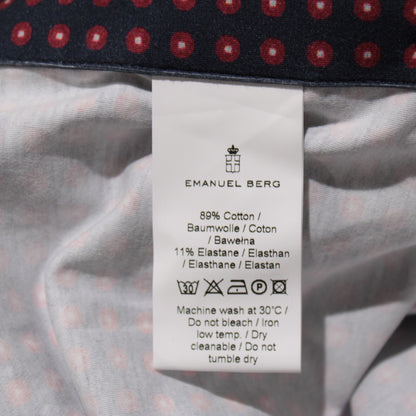 EMANUEL BERG
89% Cotton /
Baumwolle / Coton
/ Bawełna
11% Elastane / Elasthan
/ Elasthane / Elastan
30
Machine wash at 30°C /
Do not bleach / Iron
low temp. / Dry
cleanable / Do not
tumble dry